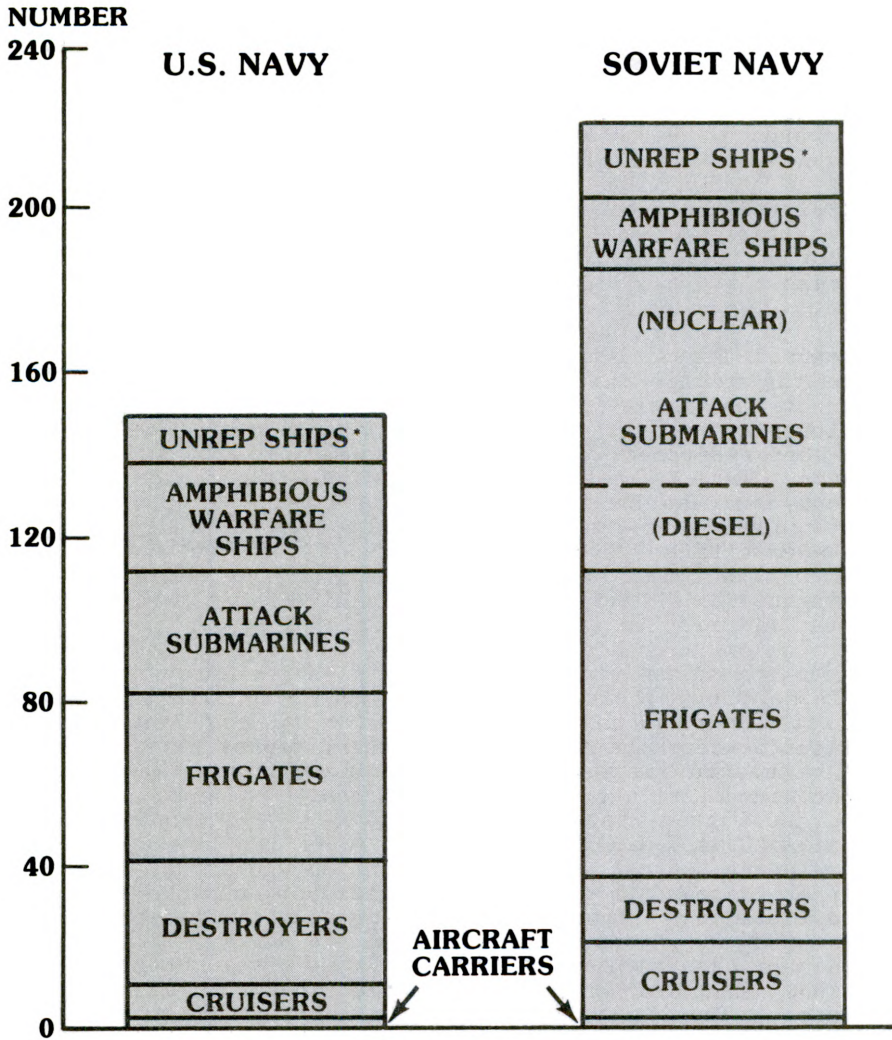 NUMBER
240
200
160
120
80
40
0
U.S. NAVY
UNREP SHIPS*
AMPHIBIOUS
WARFARE
SHIPS
ATTACK
SUBMARINES
FRIGATES
DESTROYERS
CRUISERS
AIRCRAFT
CARRIERS
SOVIET NAVY
UNREP SHIPS*
AMPHIBIOUS
WARFARE SHIPS
(NUCLEAR)
ATTACK
SUBMARINES
(DIESEL)
FRIGATES
DESTROYERS
CRUISERS